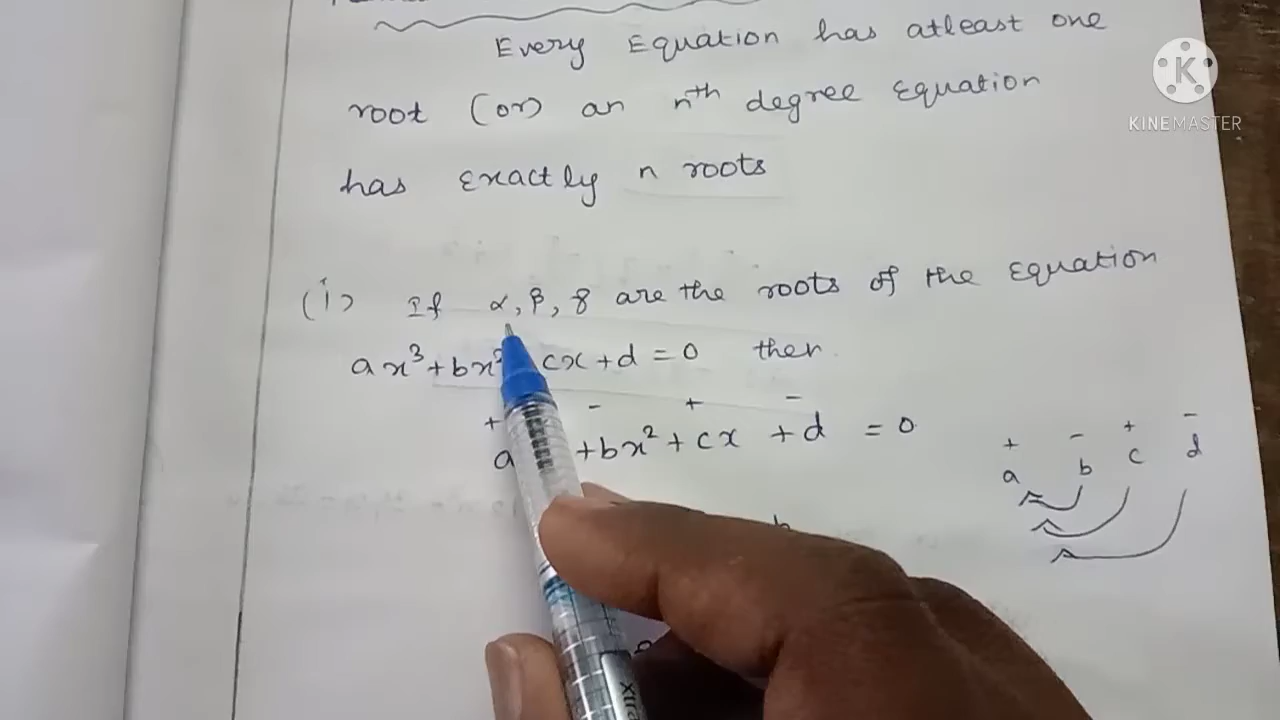 Every Equation has atleast one
root (or) an nth degree Equation
has exactly n roots
(i) If α, β, γ are the roots of the Equation
ax³+bx² cx+d=0 then
+ - + -
a +bx²+cx +d = 0
+ - + -
a b c d
b
KINEMASTER
xtra